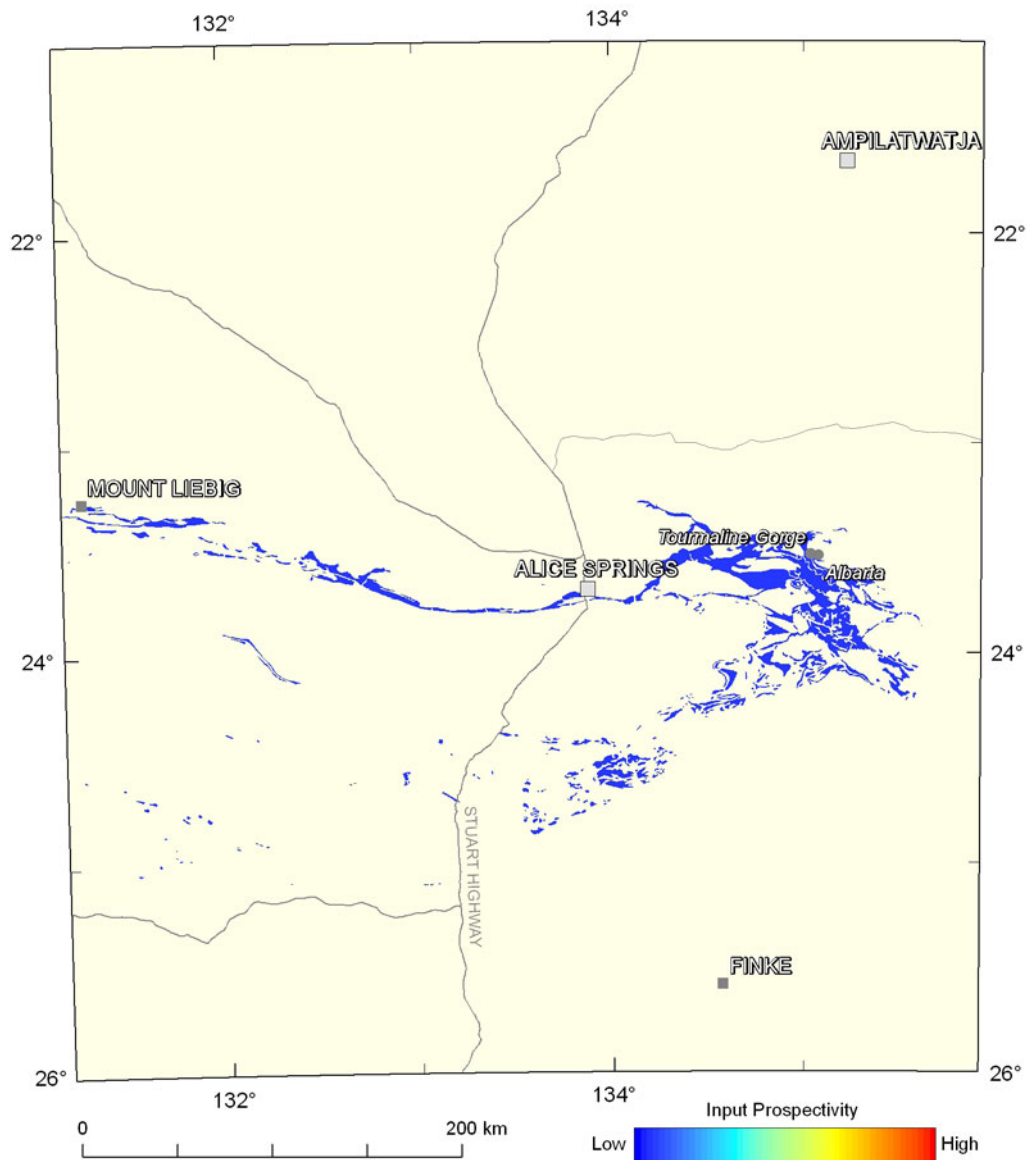 132°
134°
AMPILATWATJA
22°
22°
MOUNT LIEBIG
Tourmaline Gorge
ALICE SPRINGS
Albarta
24°
24°
STUART HIGHWAY
FINKE
26°
26°
132°
134°
Input Prospectivity
0
200 km
Low
High